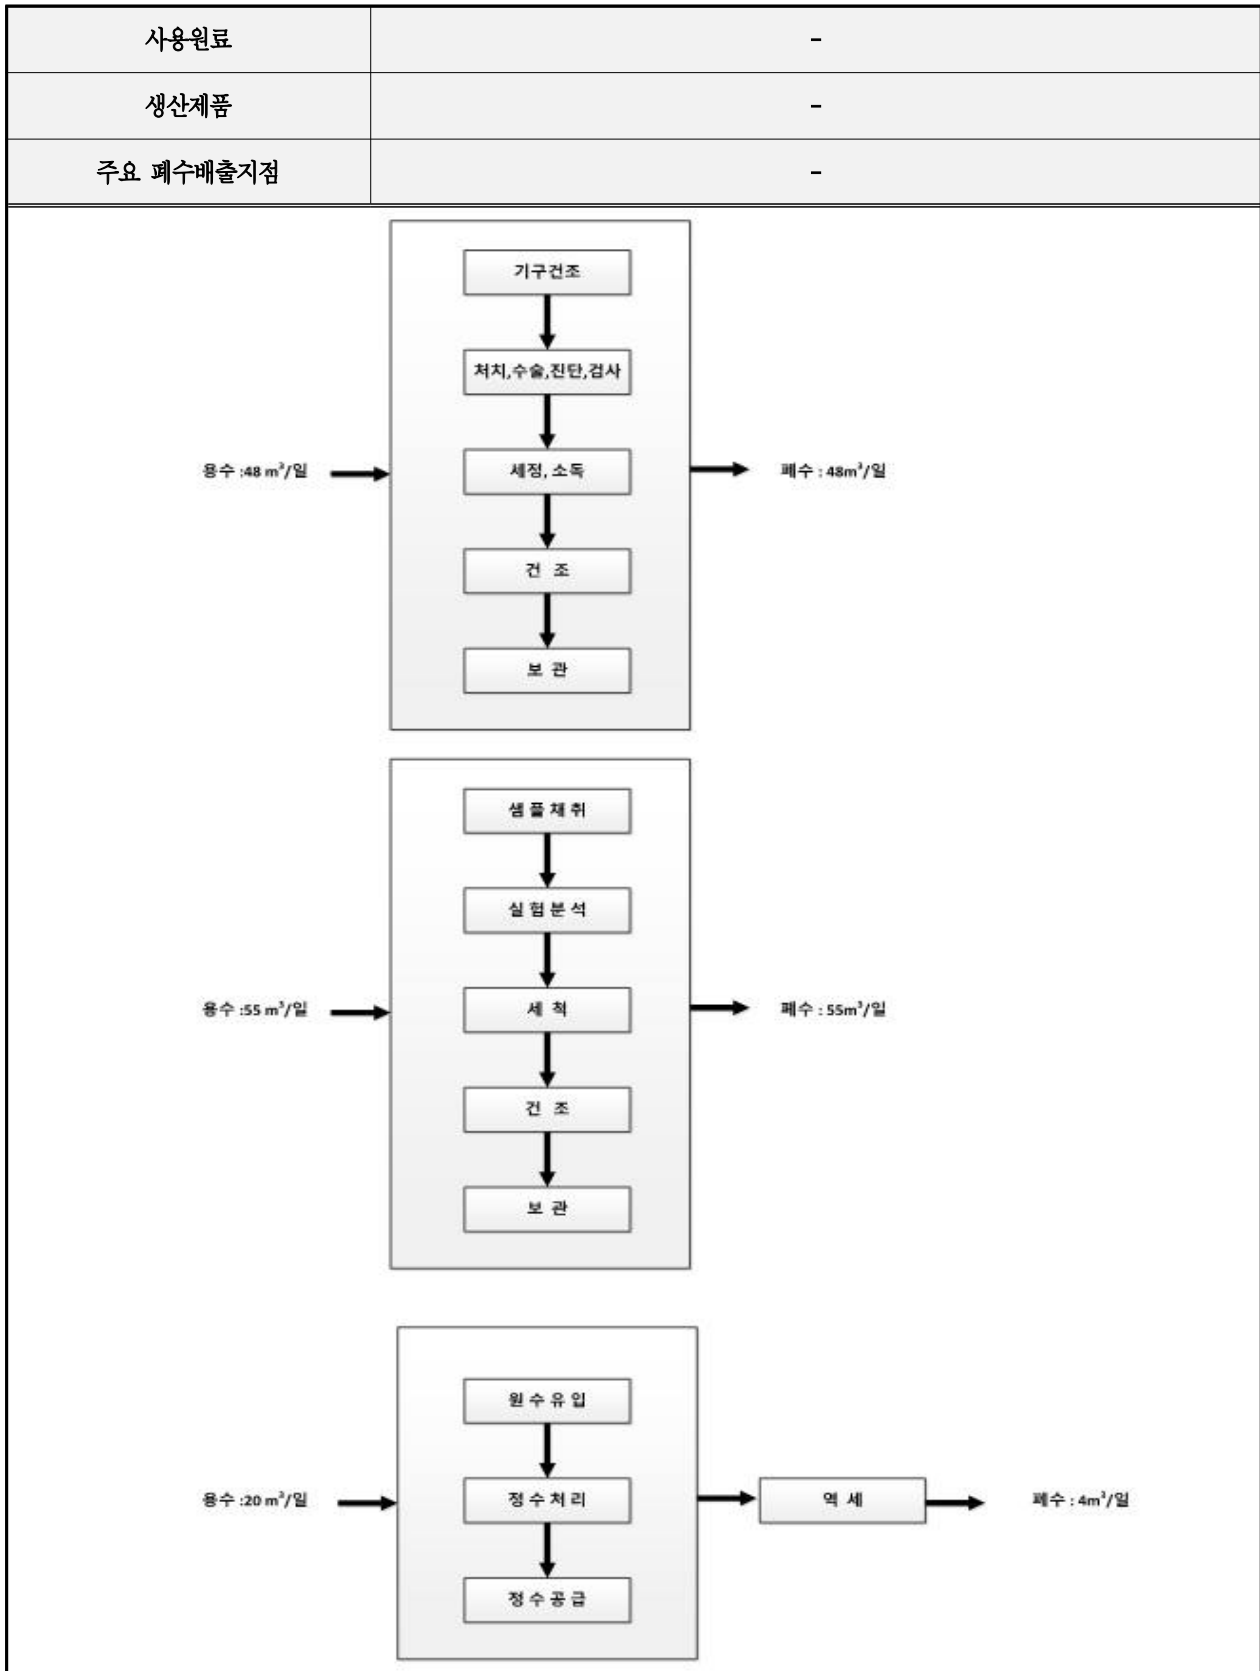 사용원료 -
생산제품 -
주요 폐수배출지점 -
기구건조
처치,수술,진단,검사
용수 :48 m³/일
세정, 소독
폐수 : 48m³/일
건 조
보 관
샘 플 채 취
실 험 분 석
용수 :55 m³/일
세 척
폐수 : 55m³/일
건 조
보 관
원 수 유 입
용수 :20 m³/일
정 수 처 리
역 세
폐수 : 4m³/일
정 수 공 급